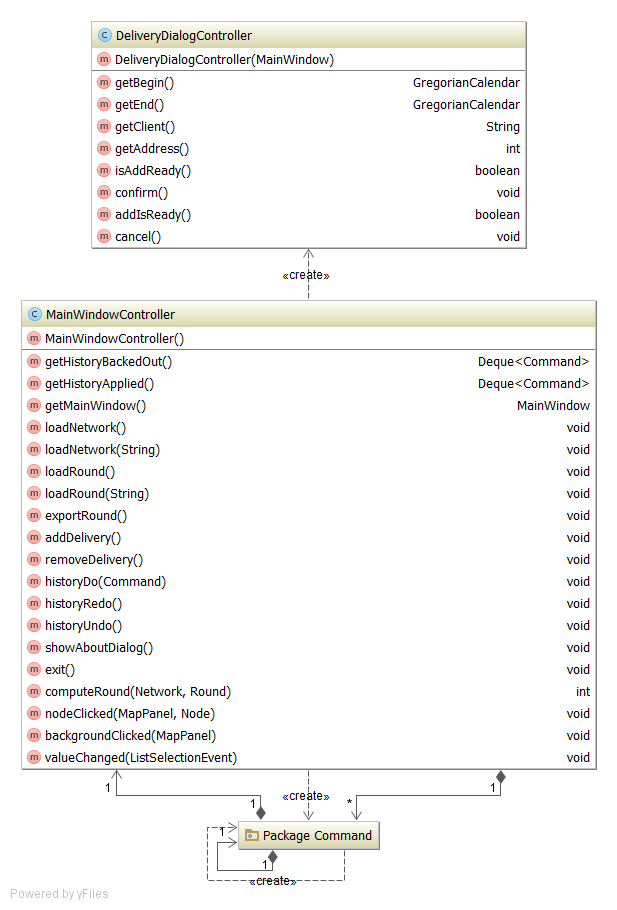 C DeliveryDialogController
m DeliveryDialogController(MainWindow)
m getBegin() GregorianCalendar
m getEnd() GregorianCalendar
m getClient() String
m getAddress() int
m isAddReady() boolean
m confirm() void
m addIsReady() boolean
m cancel() void
«create»
C MainWindowController
m MainWindowController()
m getHistoryBackedOut() Deque<Command>
m getHistoryApplied() Deque<Command>
m getMainWindow() MainWindow
m loadNetwork() void
m loadNetwork(String) void
m loadRound() void
m loadRound(String) void
m exportRound() void
m addDelivery() void
m removeDelivery() void
m historyDo(Command) void
m historyRedo() void
m historyUndo() void
m showAboutDialog() void
m exit() void
m computeRound(Network, Round) int
m nodeClicked(MapPanel, Node) void
m backgroundClicked(MapPanel) void
m valueChanged(ListSelectionEvent) void
1 1
1 «create» *
1 Package Command
1
«create»
Powered by yFiles